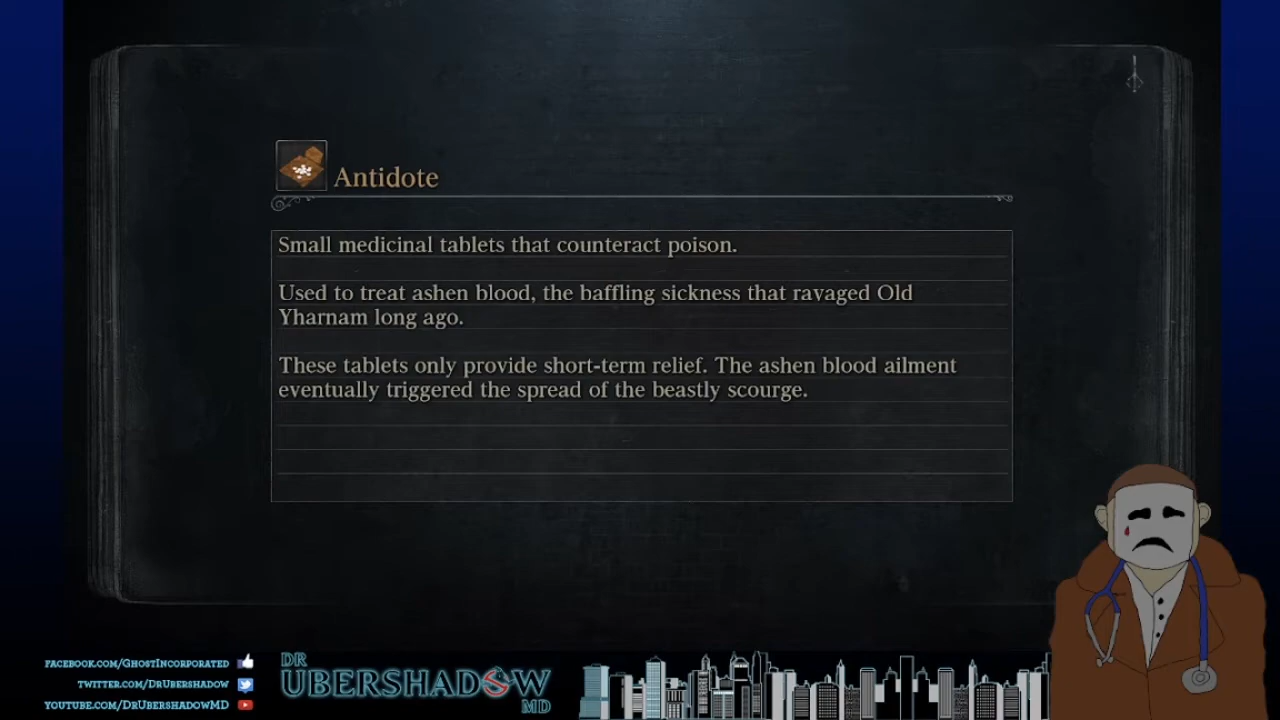 Antidote
Small medicinal tablets that counteract poison.
Used to treat ashen blood, the baffling sickness that ravaged Old
Yharnam long ago.
These tablets only provide short-term relief. The ashen blood ailment
eventually triggered the spread of the beastly scourge.
FACEBOOK.COM/GHOSTINCORPORATED
TWITTER.COM/DRUBERSHADOW
YOUTUBE.COM/DRUBERSHADOWMD
DR
UBERSHADOW
MD